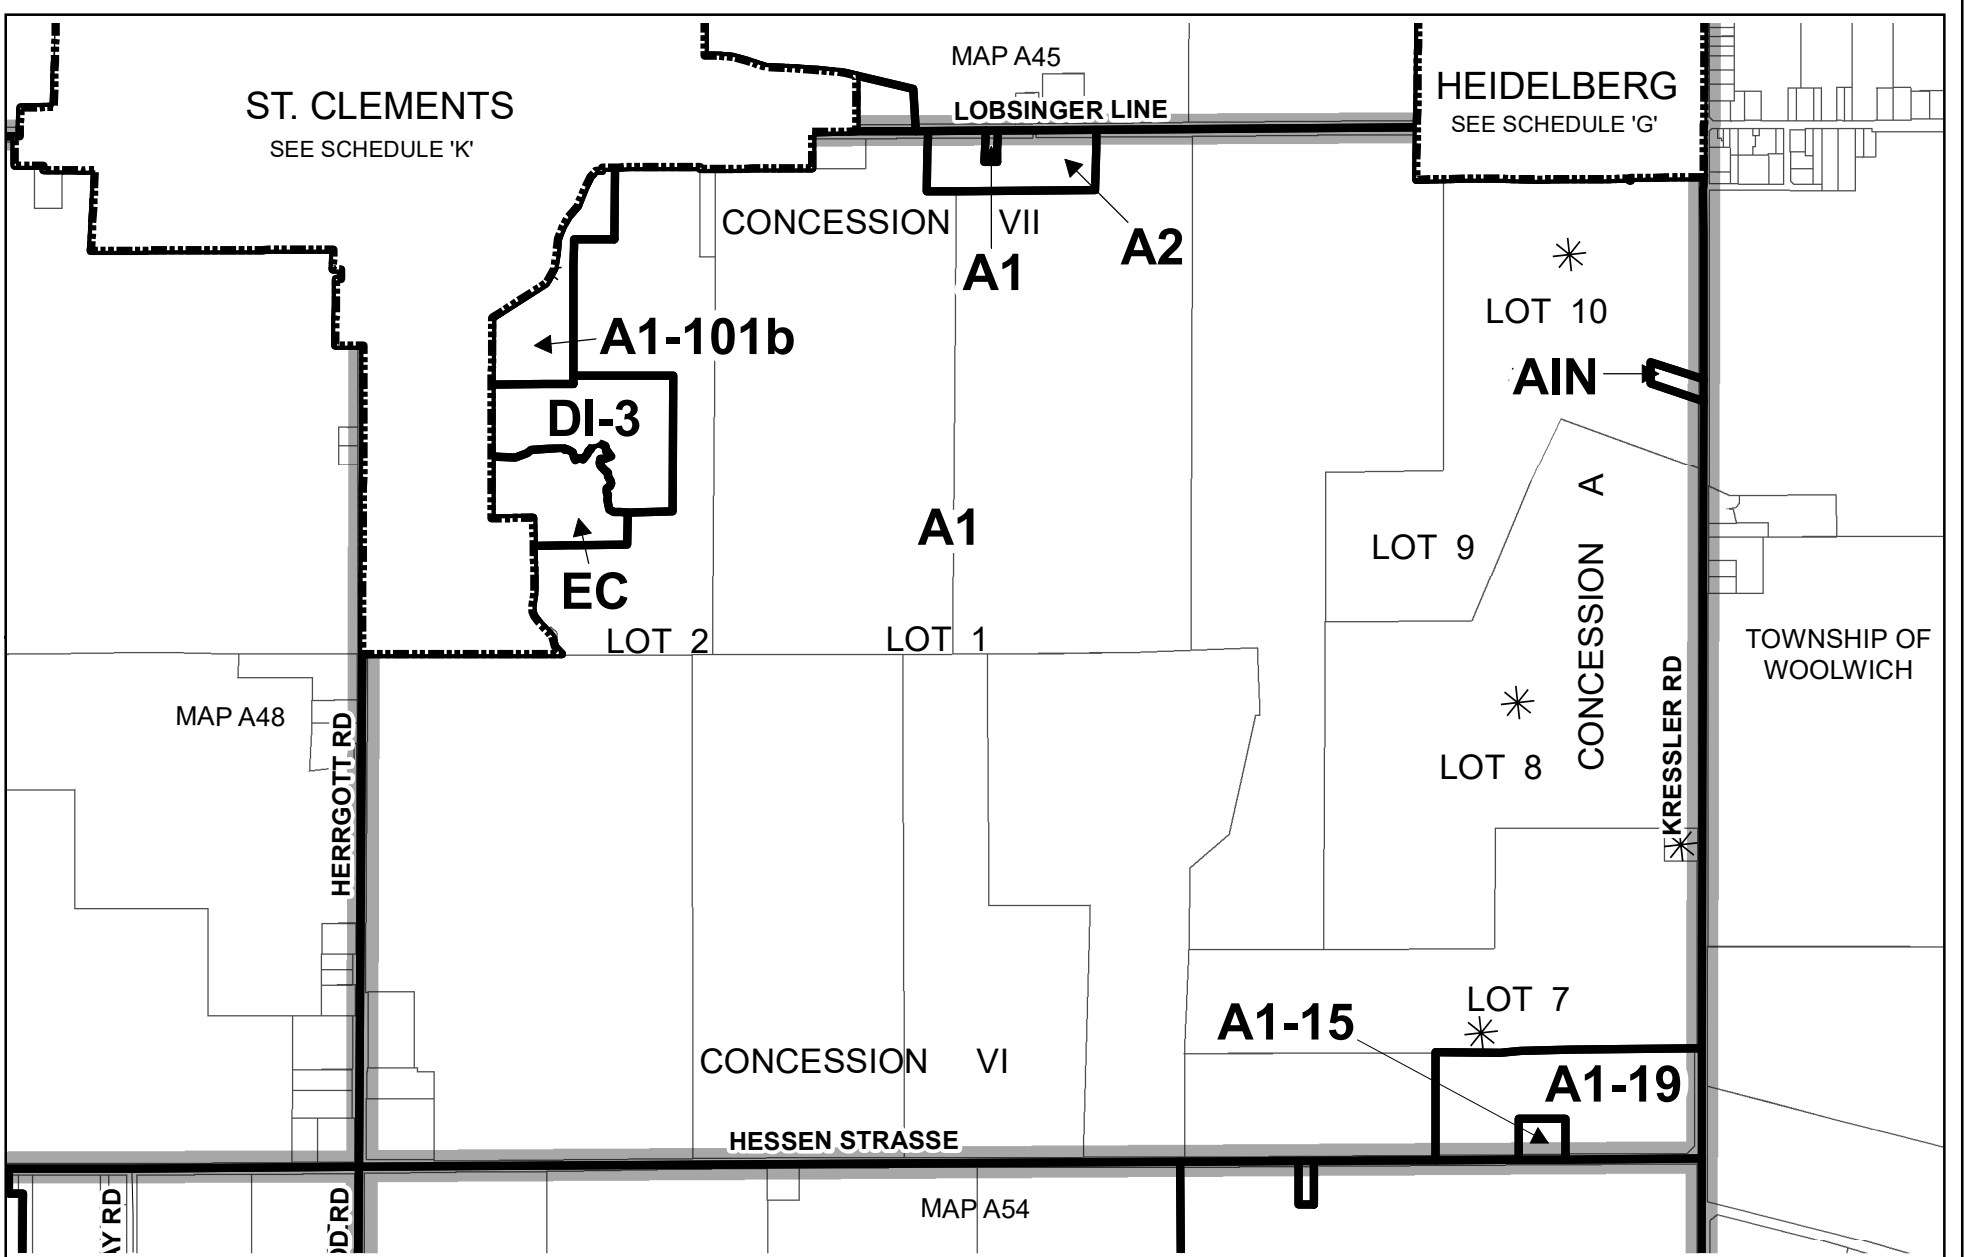 MAP A45
ST. CLEMENTS
SEE SCHEDULE 'K'
LOBSINGER LINE
HEIDELBERG
SEE SCHEDULE 'G'
CONCESSION VII
A1
A2
LOT 10
A1-101b
AIN
DI-3
A1
LOT 9
CONCESSION A
EC
LOT 2
LOT 1
TOWNSHIP OF
WOOLWICH
MAP A48
HERRGOTT RD
KRESSLER RD
LOT 8
LOT 7
A1-15
CONCESSION VI
A1-19
HESSEN STRASSE
MAP A54
RD
RD